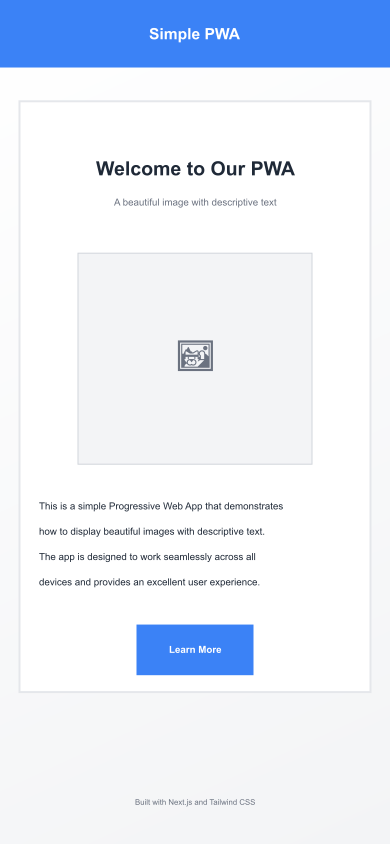 Simple PWA
Welcome to Our PWA
A beautiful image with descriptive text
This is a simple Progressive Web App that demonstrates
how to display beautiful images with descriptive text.
The app is designed to work seamlessly across all
devices and provides an excellent user experience.
Learn More
Built with Next.js and Tailwind CSS